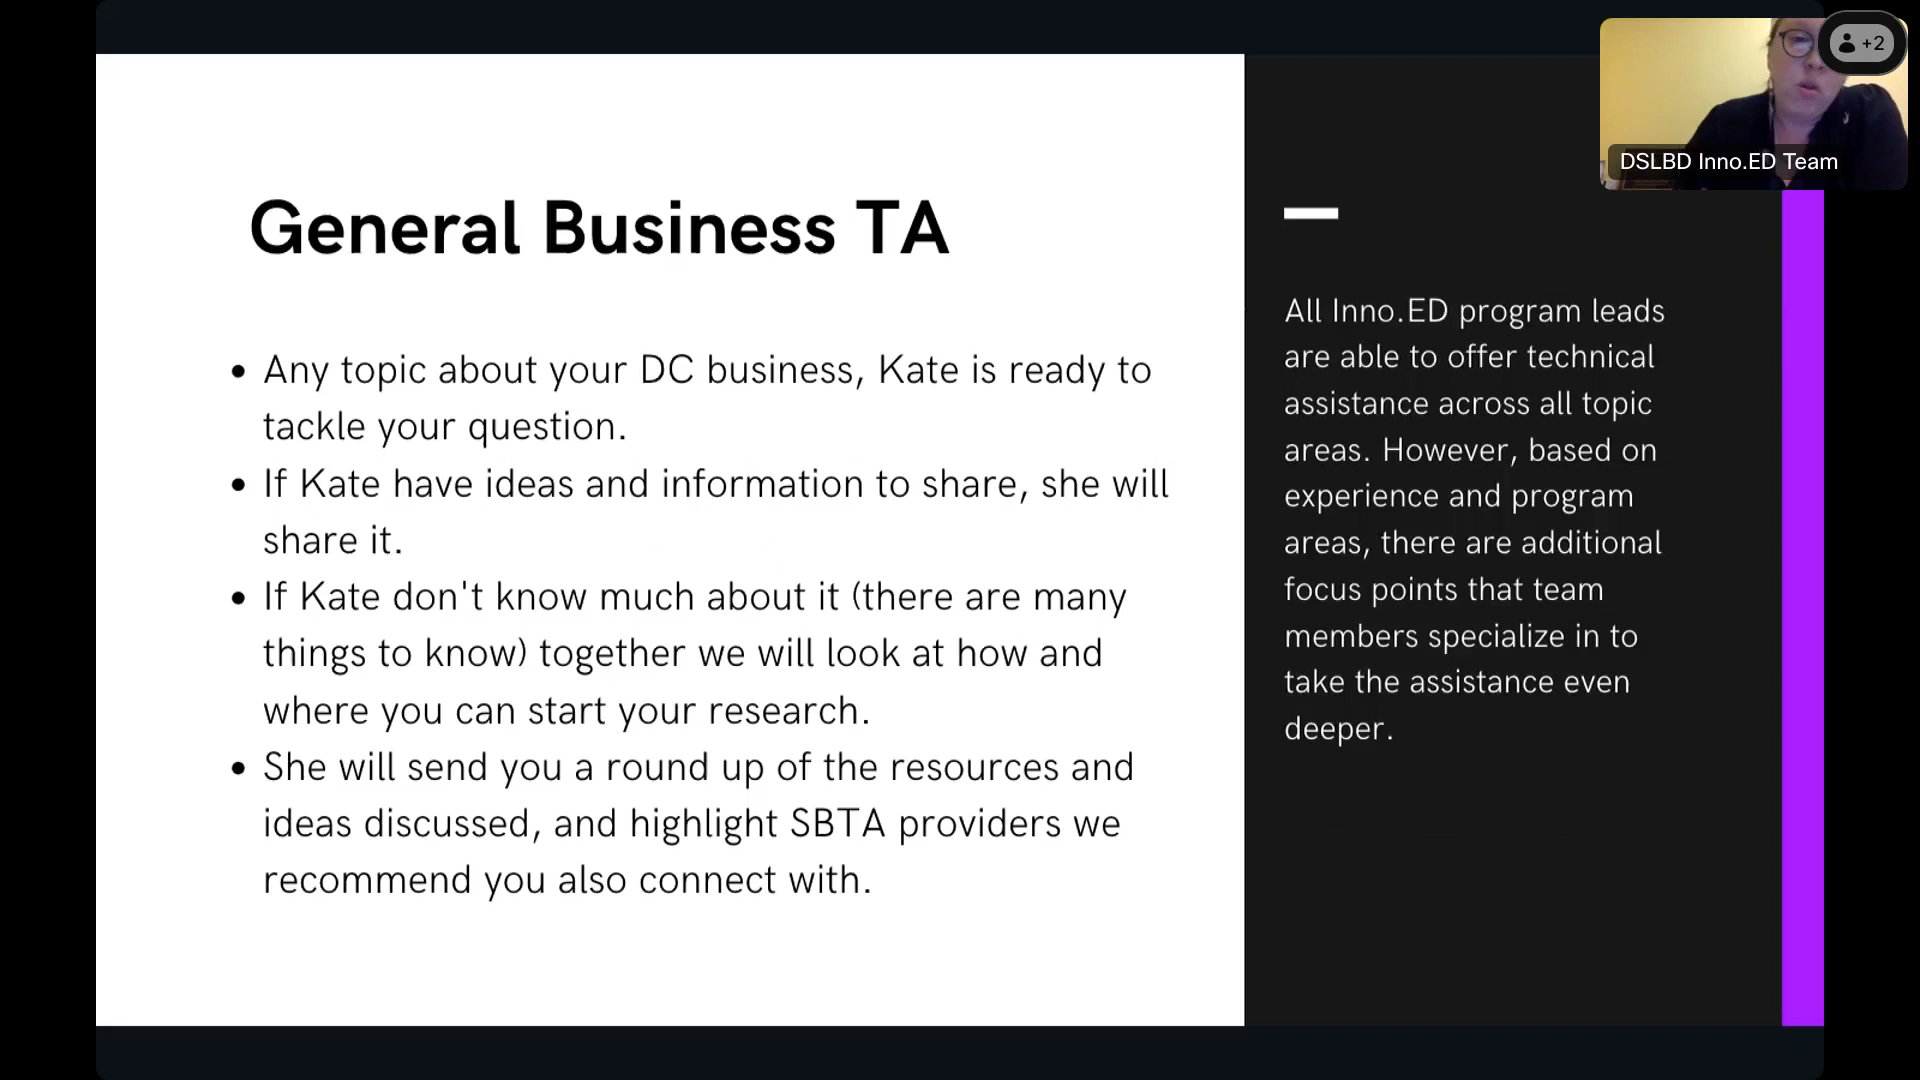 General Business TA
• Any topic about your DC business, Kate is ready to
tackle your question.
• If Kate have ideas and information to share, she will
share it.
• If Kate don't know much about it (there are many
things to know) together we will look at how and
where you can start your research.
• She will send you a round up of the resources and
ideas discussed, and highlight SBTA providers we
recommend you also connect with.
All Inno.ED program leads
are able to offer technical
assistance across all topic
areas. However, based on
experience and program
areas, there are additional
focus points that team
members specialize in to
take the assistance even
deeper.
+2
DSLBD Inno.ED Team